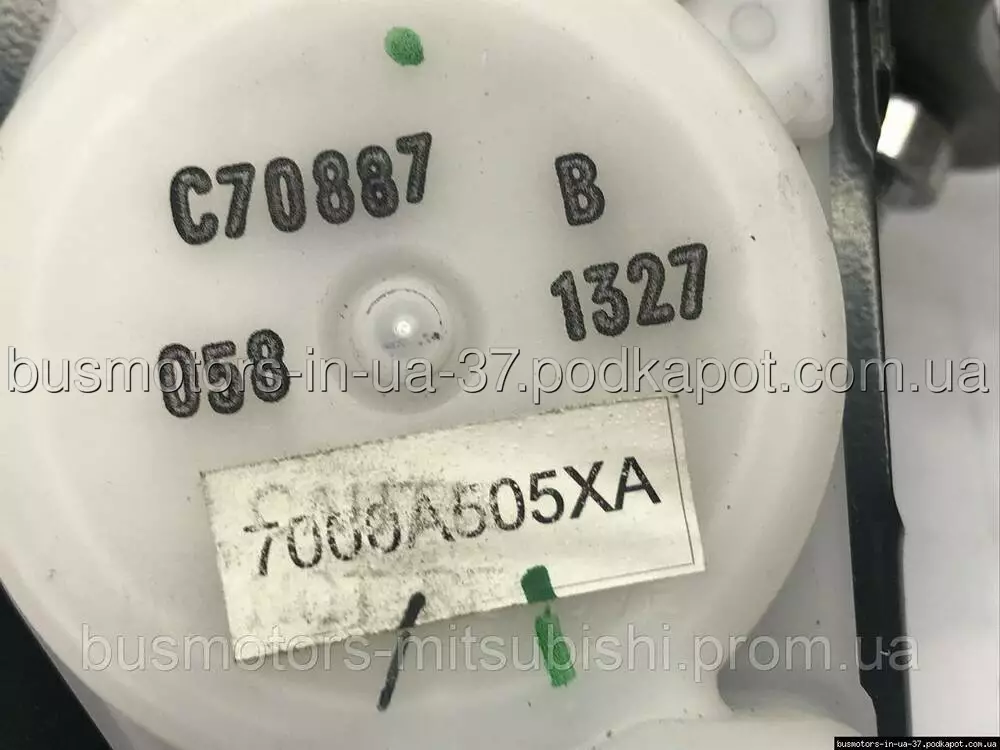 C70887 B
1327
058
busmotors-in-ua-37.podkapot.com.ua
7000A505XA
busmotors-mitsubishi.prom.ua
busmotors-in-ua-37.podkapot.com.ua